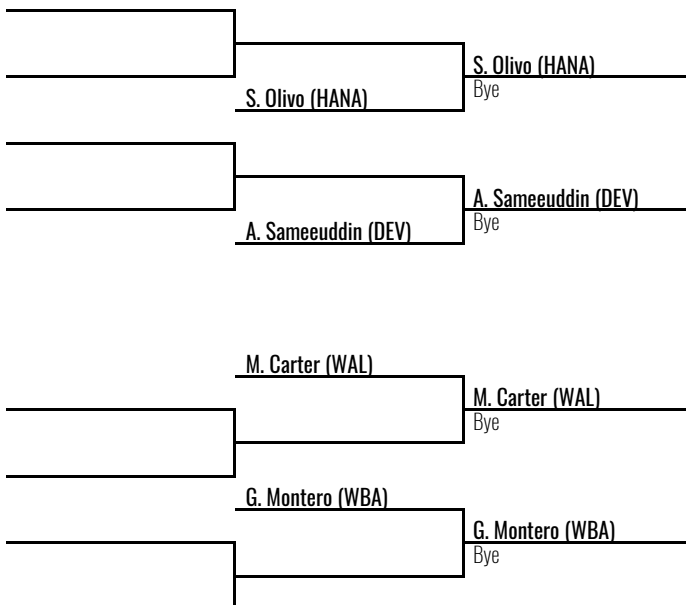 S. Olivo (HANA)
Bye
S. Olivo (HANA)
A. Sameeuddin (DEV)
Bye
A. Sameeuddin (DEV)
M. Carter (WAL)
M. Carter (WAL)
Bye
G. Montero (WBA)
G. Montero (WBA)
Bye